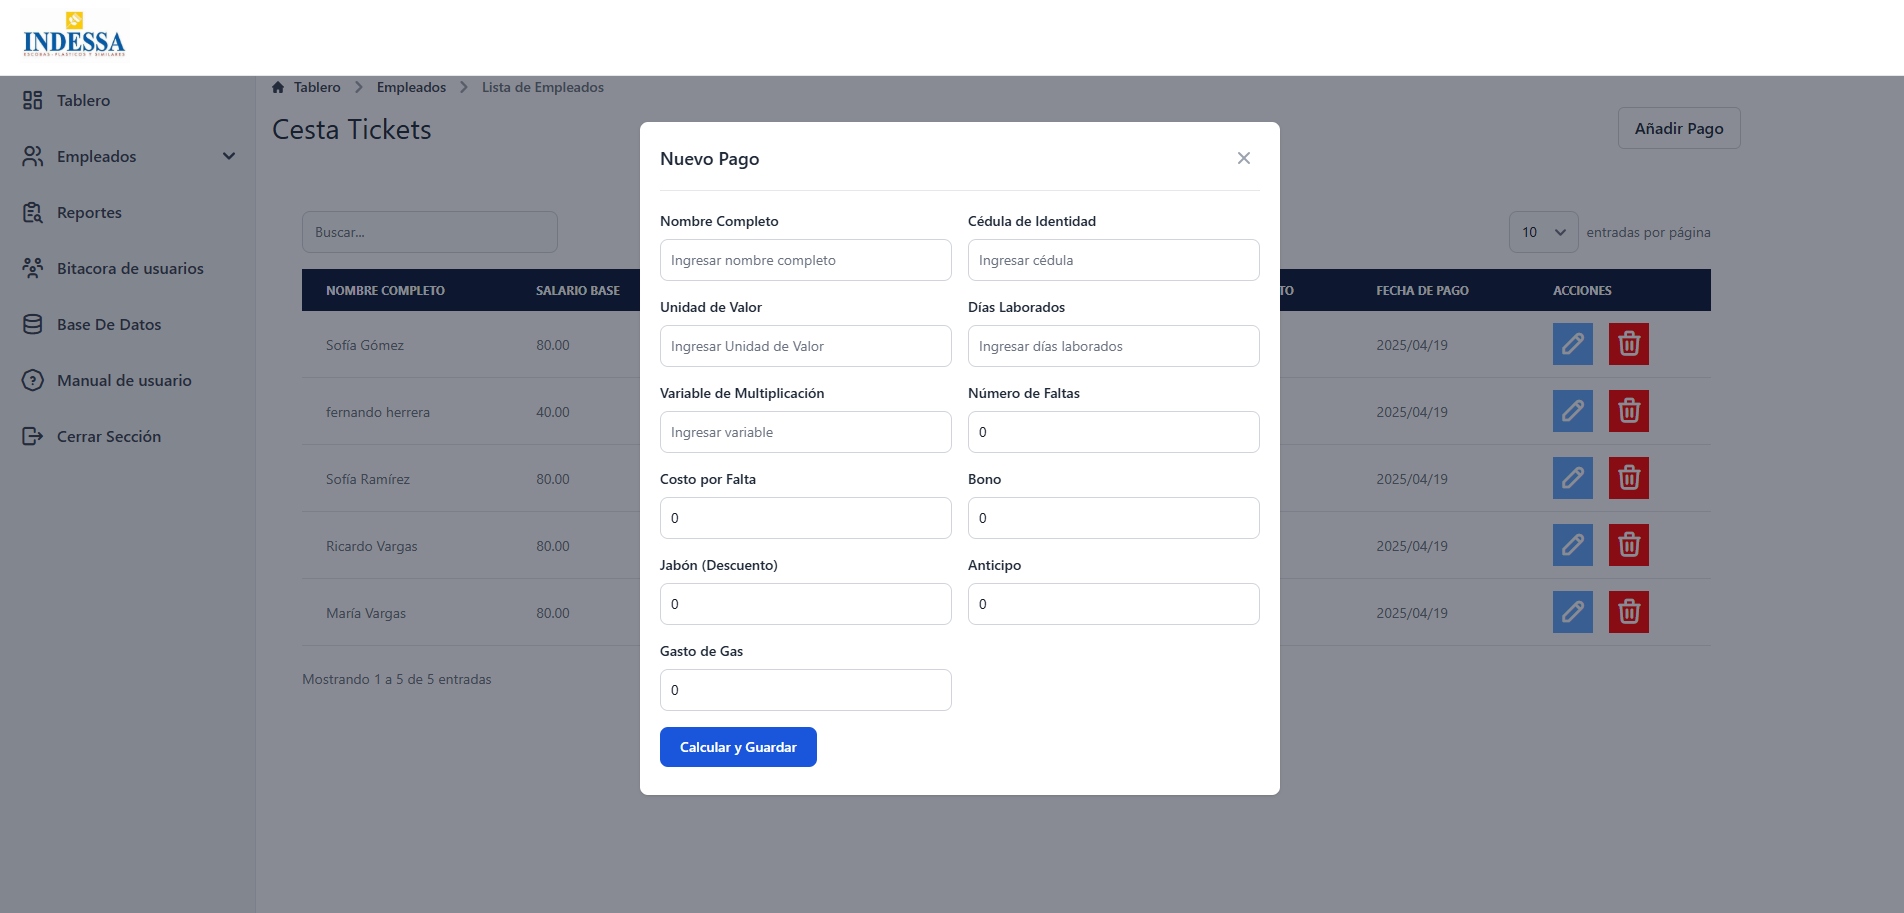 INDESSA
ESCOBAS - PLASTICOS Y SIMILARES
Tablero
Empleados
Reportes
Bitacora de usuarios
Base De Datos
Manual de usuario
Cerrar Sección
Tablero Empleados Lista de Empleados
Cesta Tickets
Añadir Pago
Buscar...
10 entradas por página
NOMBRE COMPLETO SALARIO BASE TO FECHA DE PAGO ACCIONES
Sofía Gómez 80.00 2025/04/19
fernando herrera 40.00 2025/04/19
Sofía Ramírez 80.00 2025/04/19
Ricardo Vargas 80.00 2025/04/19
María Vargas 80.00 2025/04/19
Mostrando 1 a 5 de 5 entradas
Nuevo Pago
Nombre Completo Cédula de Identidad
Ingresar nombre completo Ingresar cédula
Unidad de Valor Días Laborados
Ingresar Unidad de Valor Ingresar días laborados
Variable de Multiplicación Número de Faltas
Ingresar variable 0
Costo por Falta Bono
0 0
Jabón (Descuento) Anticipo
0 0
Gasto de Gas
0
Calcular y Guardar